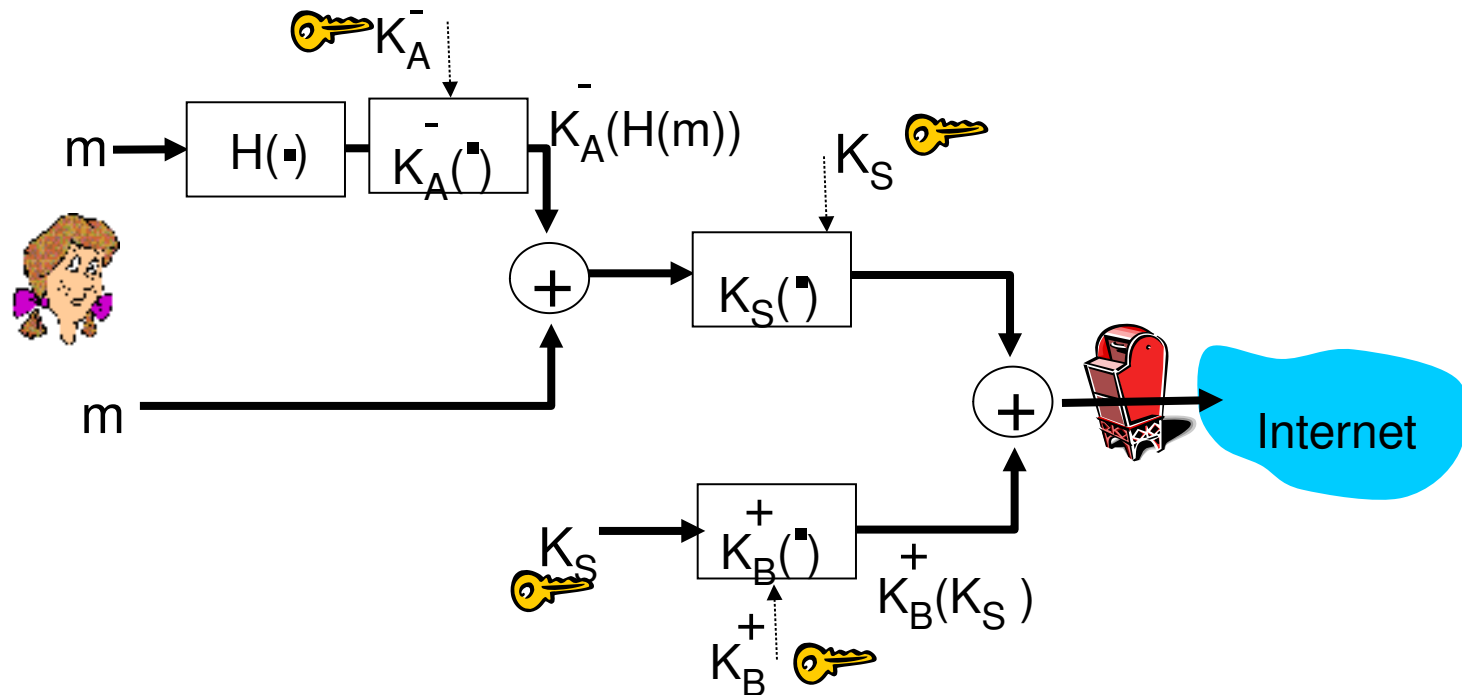 K_A^-
m
H(▪)
K_A^-(▪)
K_A^-(H(m))
K_S
+
K_S(▪)
m
+
Internet
K_S
K_B^+(▪)
K_B^+(K_S )
K_B^+